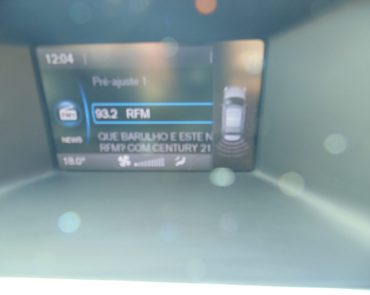 12:04
Pré-ajuste 1
93.2 RFM
NEWS
QUE BARULHO E ESTE N
RFM? COM CENTURY 21
18.0°